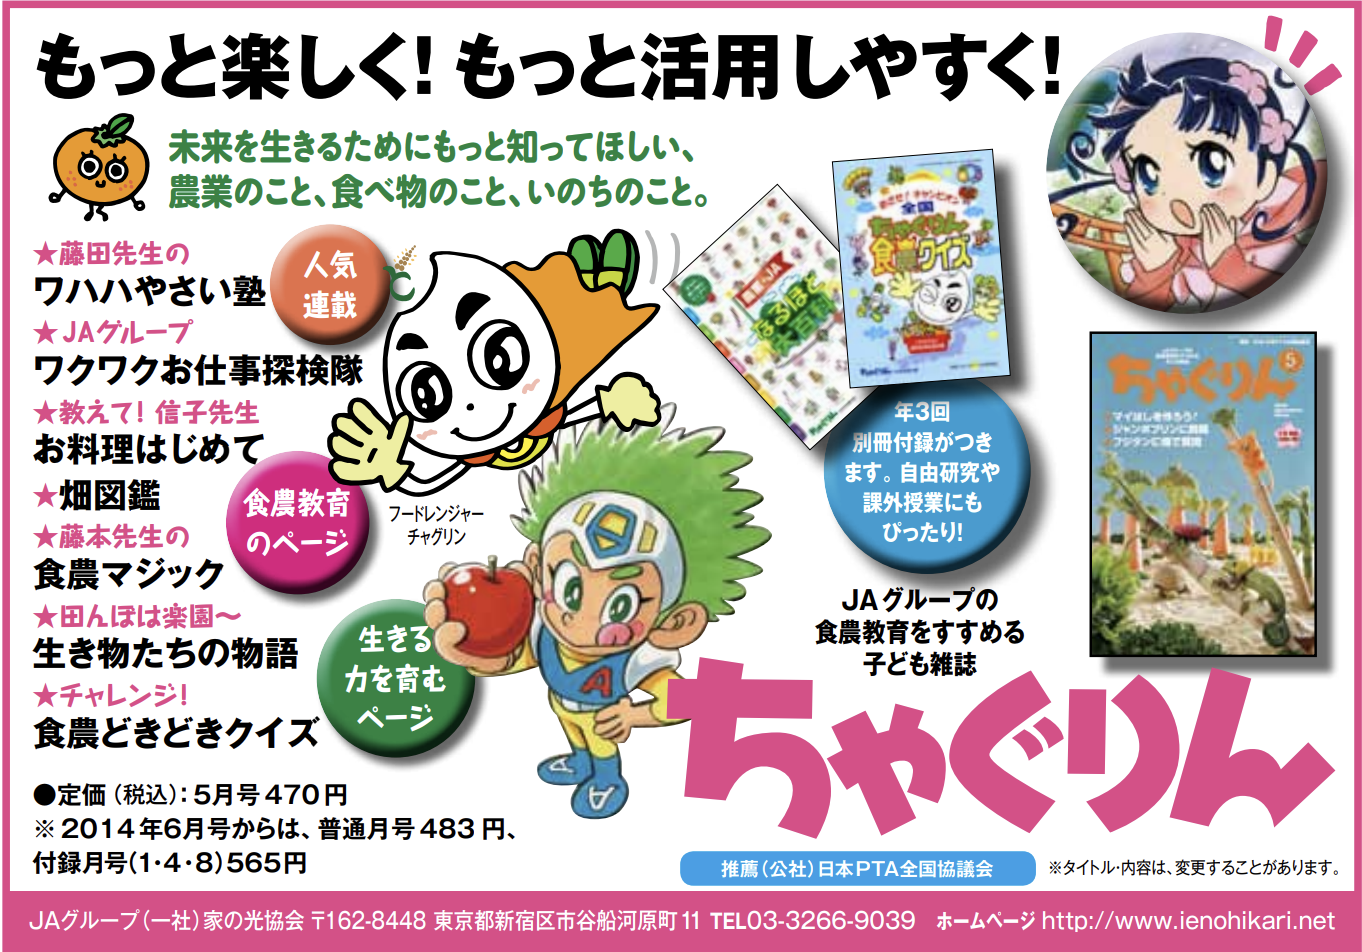 もっと楽しく! もっと活用しやすく!
未来を生きるためにもっと知ってほしい、
農業のこと、食べ物のこと、いのちのこと。
★藤田先生の
ワハハやさい塾
★JAグループ
ワクワクお仕事探検隊
★教えて! 信子先生
お料理はじめて
★畑図鑑
★藤本先生の
食農マジック
★田んぼは楽園〜
生き物たちの物語
★チャレンジ!
食農どきどきクイズ
人気
連載
食農教育
のページ
生きる
力を育む
ページ
フードレンジャー
チャグリン
A
A
A
なるほど
めざせ！チャンピオン
全国
ちゃぐりん
食農クイズ
年3回
別冊付録がつき
ます。自由研究や
課外授業にも
ぴったり!
ちゃぐりん
5
マイはしを作ろう!
JAグループの
食農教育をすすめる
子ども雑誌
ちゃぐりん
●定価(税込):5月号470円
※2014年6月号からは、普通月号483円、
付録月号(1・4・8)565円
推薦(公社)日本PTA全国協議会
※タイトル・内容は、変更することがあります。
JAグループ(一社)家の光協会 〒162-8448 東京都新宿区市谷船河原町11 TEL03-3266-9039 ホームページ http://www.ienohikari.net